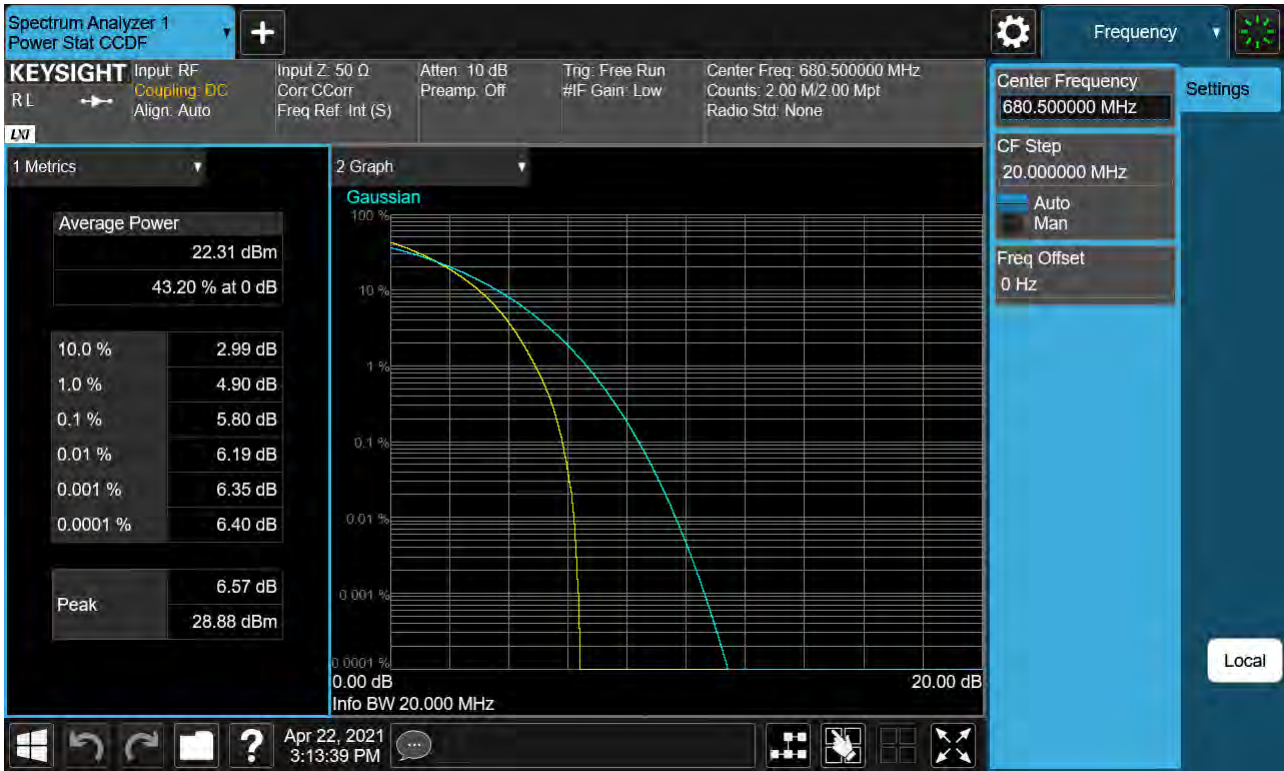 Spectrum Analyzer 1
Power Stat CCDF
+
Frequency
KEYSIGHT
R L
LXI
Input: RF
Coupling: DC
Align: Auto
Input Z: 50 Ω
Corr CCorr
Freq Ref: Int (S)
Atten: 10 dB
Preamp: Off
Trig: Free Run
#IF Gain: Low
Center Freq: 680.500000 MHz
Counts: 2.00 M/2.00 Mpt
Radio Std: None
Center Frequency
680.500000 MHz
Settings
CF Step
20.000000 MHz
Auto
Man
Freq Offset
0 Hz
1 Metrics
Average Power
22.31 dBm
43.20 % at 0 dB
10.0 % 2.99 dB
1.0 % 4.90 dB
0.1 % 5.80 dB
0.01 % 6.19 dB
0.001 % 6.35 dB
0.0001 % 6.40 dB
Peak
6.57 dB
28.88 dBm
2 Graph
Gaussian
100 %
10 %
1 %
0.1 %
0.01 %
0.001 %
0.0001 %
0.00 dB 20.00 dB
Info BW 20.000 MHz
Local
?
Apr 22, 2021
3:13:39 PM